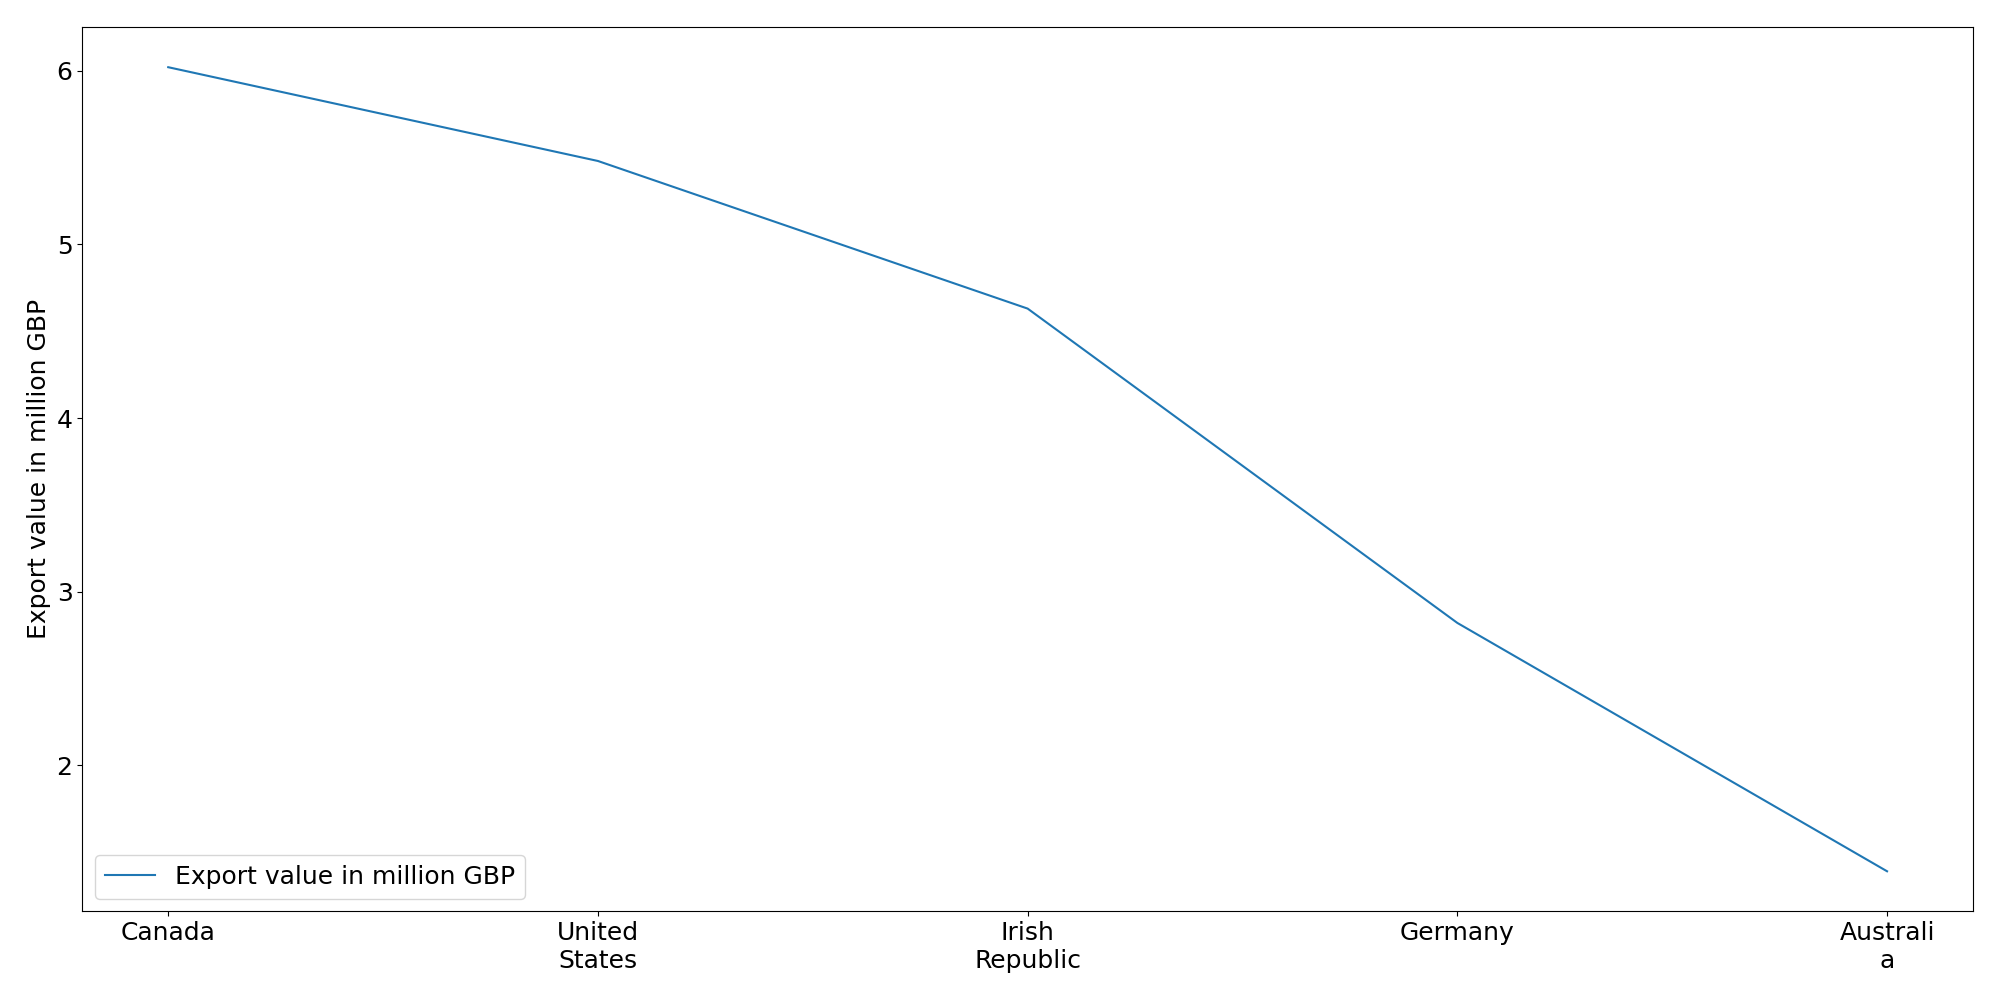 Export value in million GBP
6
5
4
3
2
Export value in million GBP
Canada
United
States
Irish
Republic
Germany
Australi
a